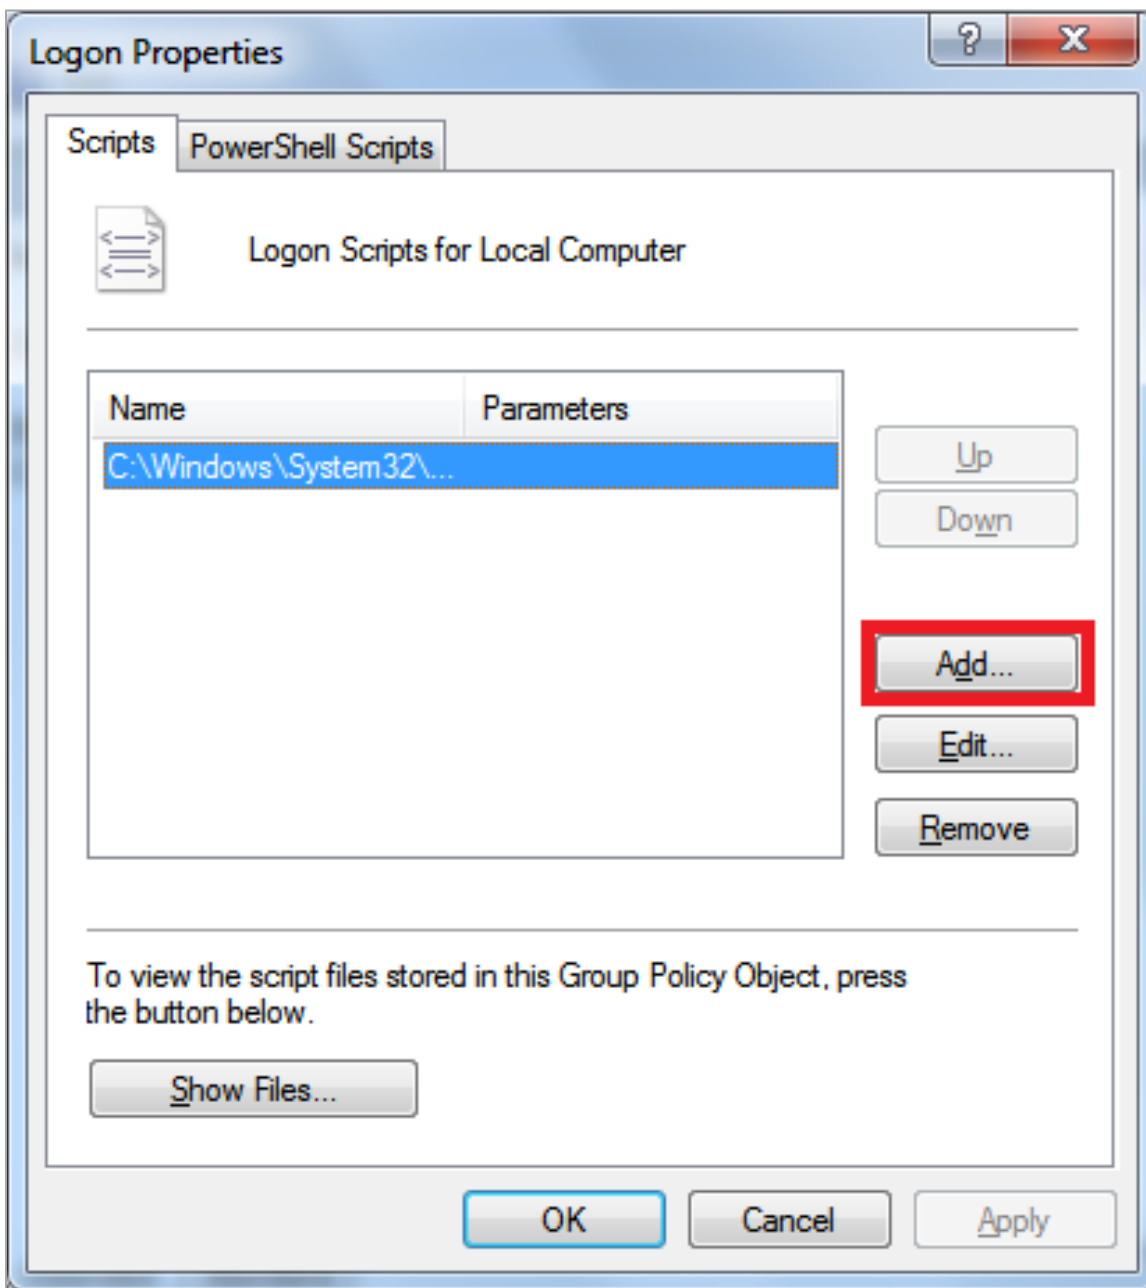 Logon Properties
?
Scripts
PowerShell Scripts
Logon Scripts for Local Computer
Name
Parameters
C:\Windows\System32\...
Up
Down
Add...
Edit...
Remove
To view the script files stored in this Group Policy Object, press
the button below.
Show Files...
OK
Cancel
Apply